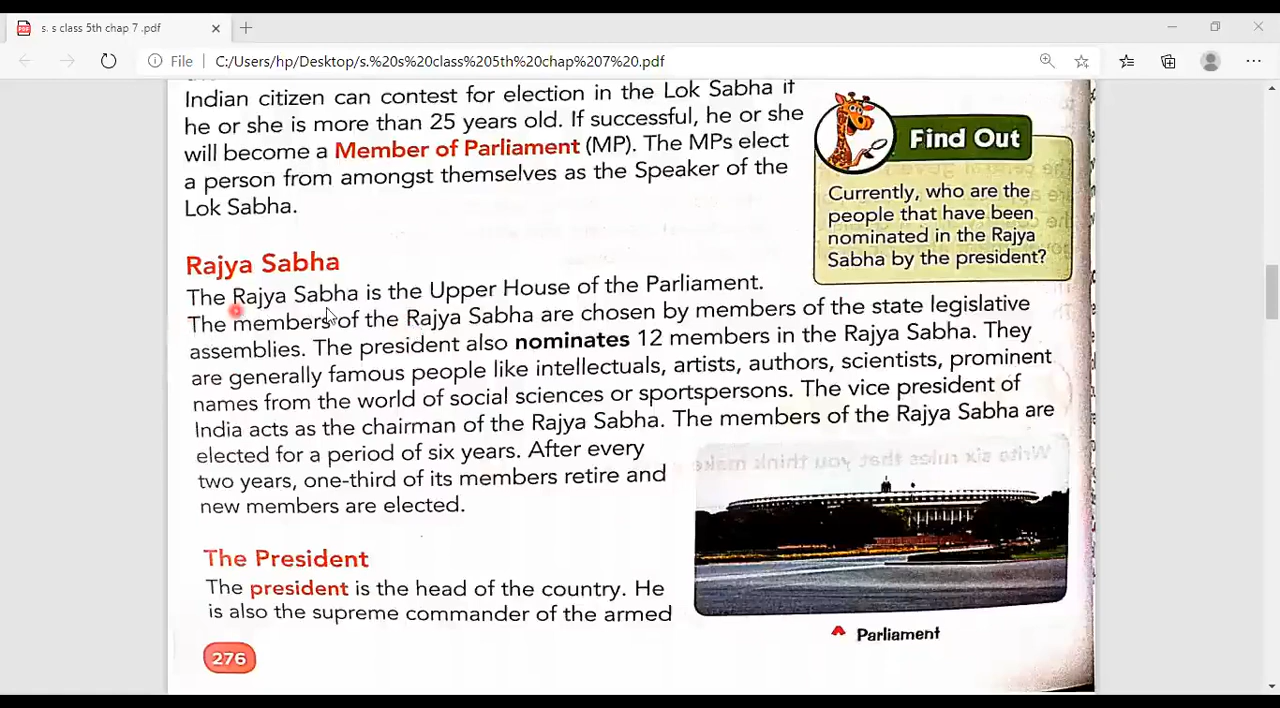 s. s class 5th chap 7 .pdf
File
C:/Users/hp/Desktop/s.%20s%20class%205th%20chap%207%20.pdf
Indian citizen can contest for election in the Lok Sabha if
he or she is more than 25 years old. If successful, he or she
will become a Member of Parliament (MP). The MPs elect
a person from amongst themselves as the Speaker of the
Lok Sabha.
Find Out
Currently, who are the
people that have been
nominated in the Rajya
Sabha by the president?
Rajya Sabha
The Rajya Sabha is the Upper House of the Parliament.
The members of the Rajya Sabha are chosen by members of the state legislative
assemblies. The president also nominates 12 members in the Rajya Sabha. They
are generally famous people like intellectuals, artists, authors, scientists, prominent
names from the world of social sciences or sportspersons. The vice president of
India acts as the chairman of the Rajya Sabha. The members of the Rajya Sabha are
elected for a period of six years. After every
two years, one-third of its members retire and
new members are elected.
Write six rules that you think make
The President
The president is the head of the country. He
is also the supreme commander of the armed
Parliament
276